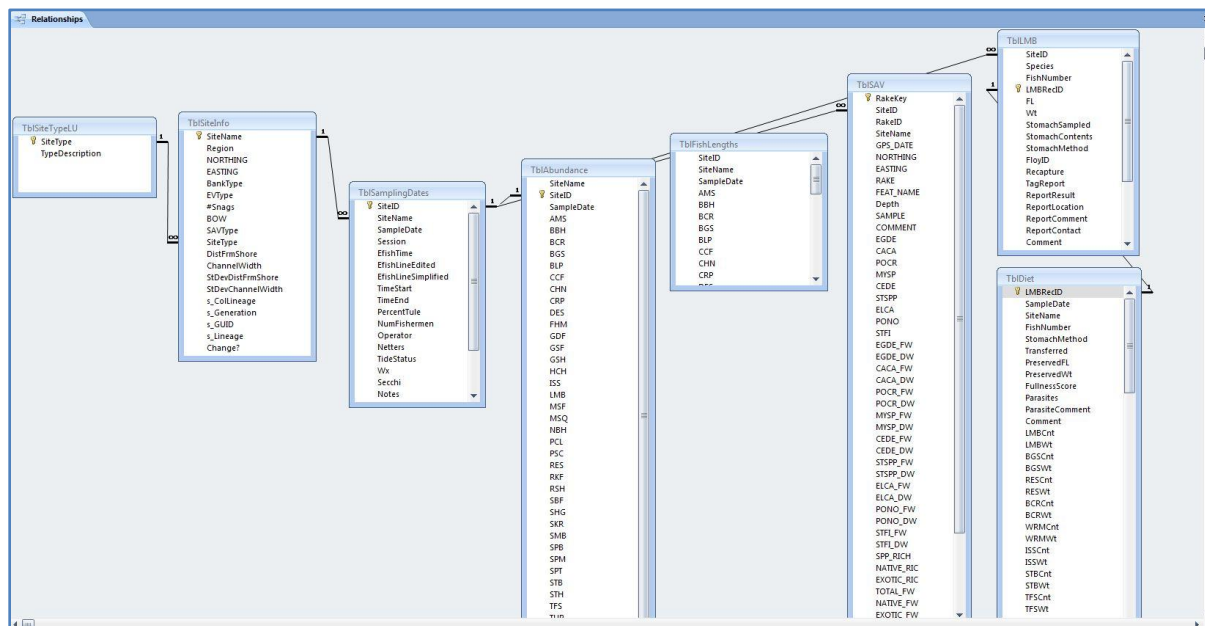 Relationships
TblSiteTypeLU
SiteType
TypeDescription
1
∞
TblSiteInfo
SiteName
Region
NORTHING
EASTING
BankType
EVType
#Snags
BOW
SAVType
SiteType
DistFrmShore
ChannelWidth
StDevDistFrmShore
StDevChannelWidth
s_ColLineage
s_Generation
s_GUID
s_Lineage
Change?
1
∞
TblSamplingDates
SiteID
SiteName
SampleDate
Session
EfishTime
EfishLineEdited
EfishLineSimplified
TimeStart
TimeEnd
PercentTule
NumFishermen
Operator
Netters
TideStatus
Wx
Secchi
Notes
1
1
TblAbundance
SiteName
SiteID
SampleDate
AMS
BBH
BCR
BGS
BLP
CCF
CHN
CRP
DES
FHM
GDF
GSF
GSH
HCH
ISS
LMB
MSF
MSQ
NBH
PCL
PSC
RES
RKF
RSH
SBF
SHG
SKR
SMB
SPB
SPM
SPT
STB
STH
TFS
TblFishLengths
SiteID
SiteName
SampleDate
AMS
BBH
BCR
BGS
BLP
CCF
CHN
CRP
DES
∞
TblSAV
RakeKey
SiteID
RakeID
SiteName
GPS_DATE
NORTHING
EASTING
RAKE
FEAT_NAME
Depth
SAMPLE
COMMENT
EGDE
CACA
POCR
MYSP
CEDE
STSPP
ELCA
PONO
STFI
EGDE_FW
EGDE_DW
CACA_FW
CACA_DW
POCR_FW
POCR_DW
MYSP_FW
MYSP_DW
CEDE_FW
CEDE_DW
STSPP_FW
STSPP_DW
ELCA_FW
ELCA_DW
PONO_FW
PONO_DW
STFI_FW
STFI_DW
SPP_RICH
NATIVE_RIC
EXOTIC_RIC
TOTAL_FW
NATIVE_FW
EXOTIC_FW
∞
1
TblLMB
SiteID
Species
FishNumber
LMBRecID
FL
Wt
StomachSampled
StomachContents
StomachMethod
FloyID
Recapture
TagReport
ReportResult
ReportLocation
ReportComment
ReportContact
Comment
1
TblDiet
LMBRecID
SampleDate
SiteName
FishNumber
StomachMethod
Transferred
PreservedFL
PreservedWt
FullnessScore
Parasites
ParasiteComment
Comment
LMBCnt
LMBWt
BGSCnt
BGSWt
RESCnt
RESWt
BCRCnt
BCRWt
WRMCnt
WRMWt
ISSCnt
ISSWt
STBCnt
STBWt
TFSCnt
TFSWt